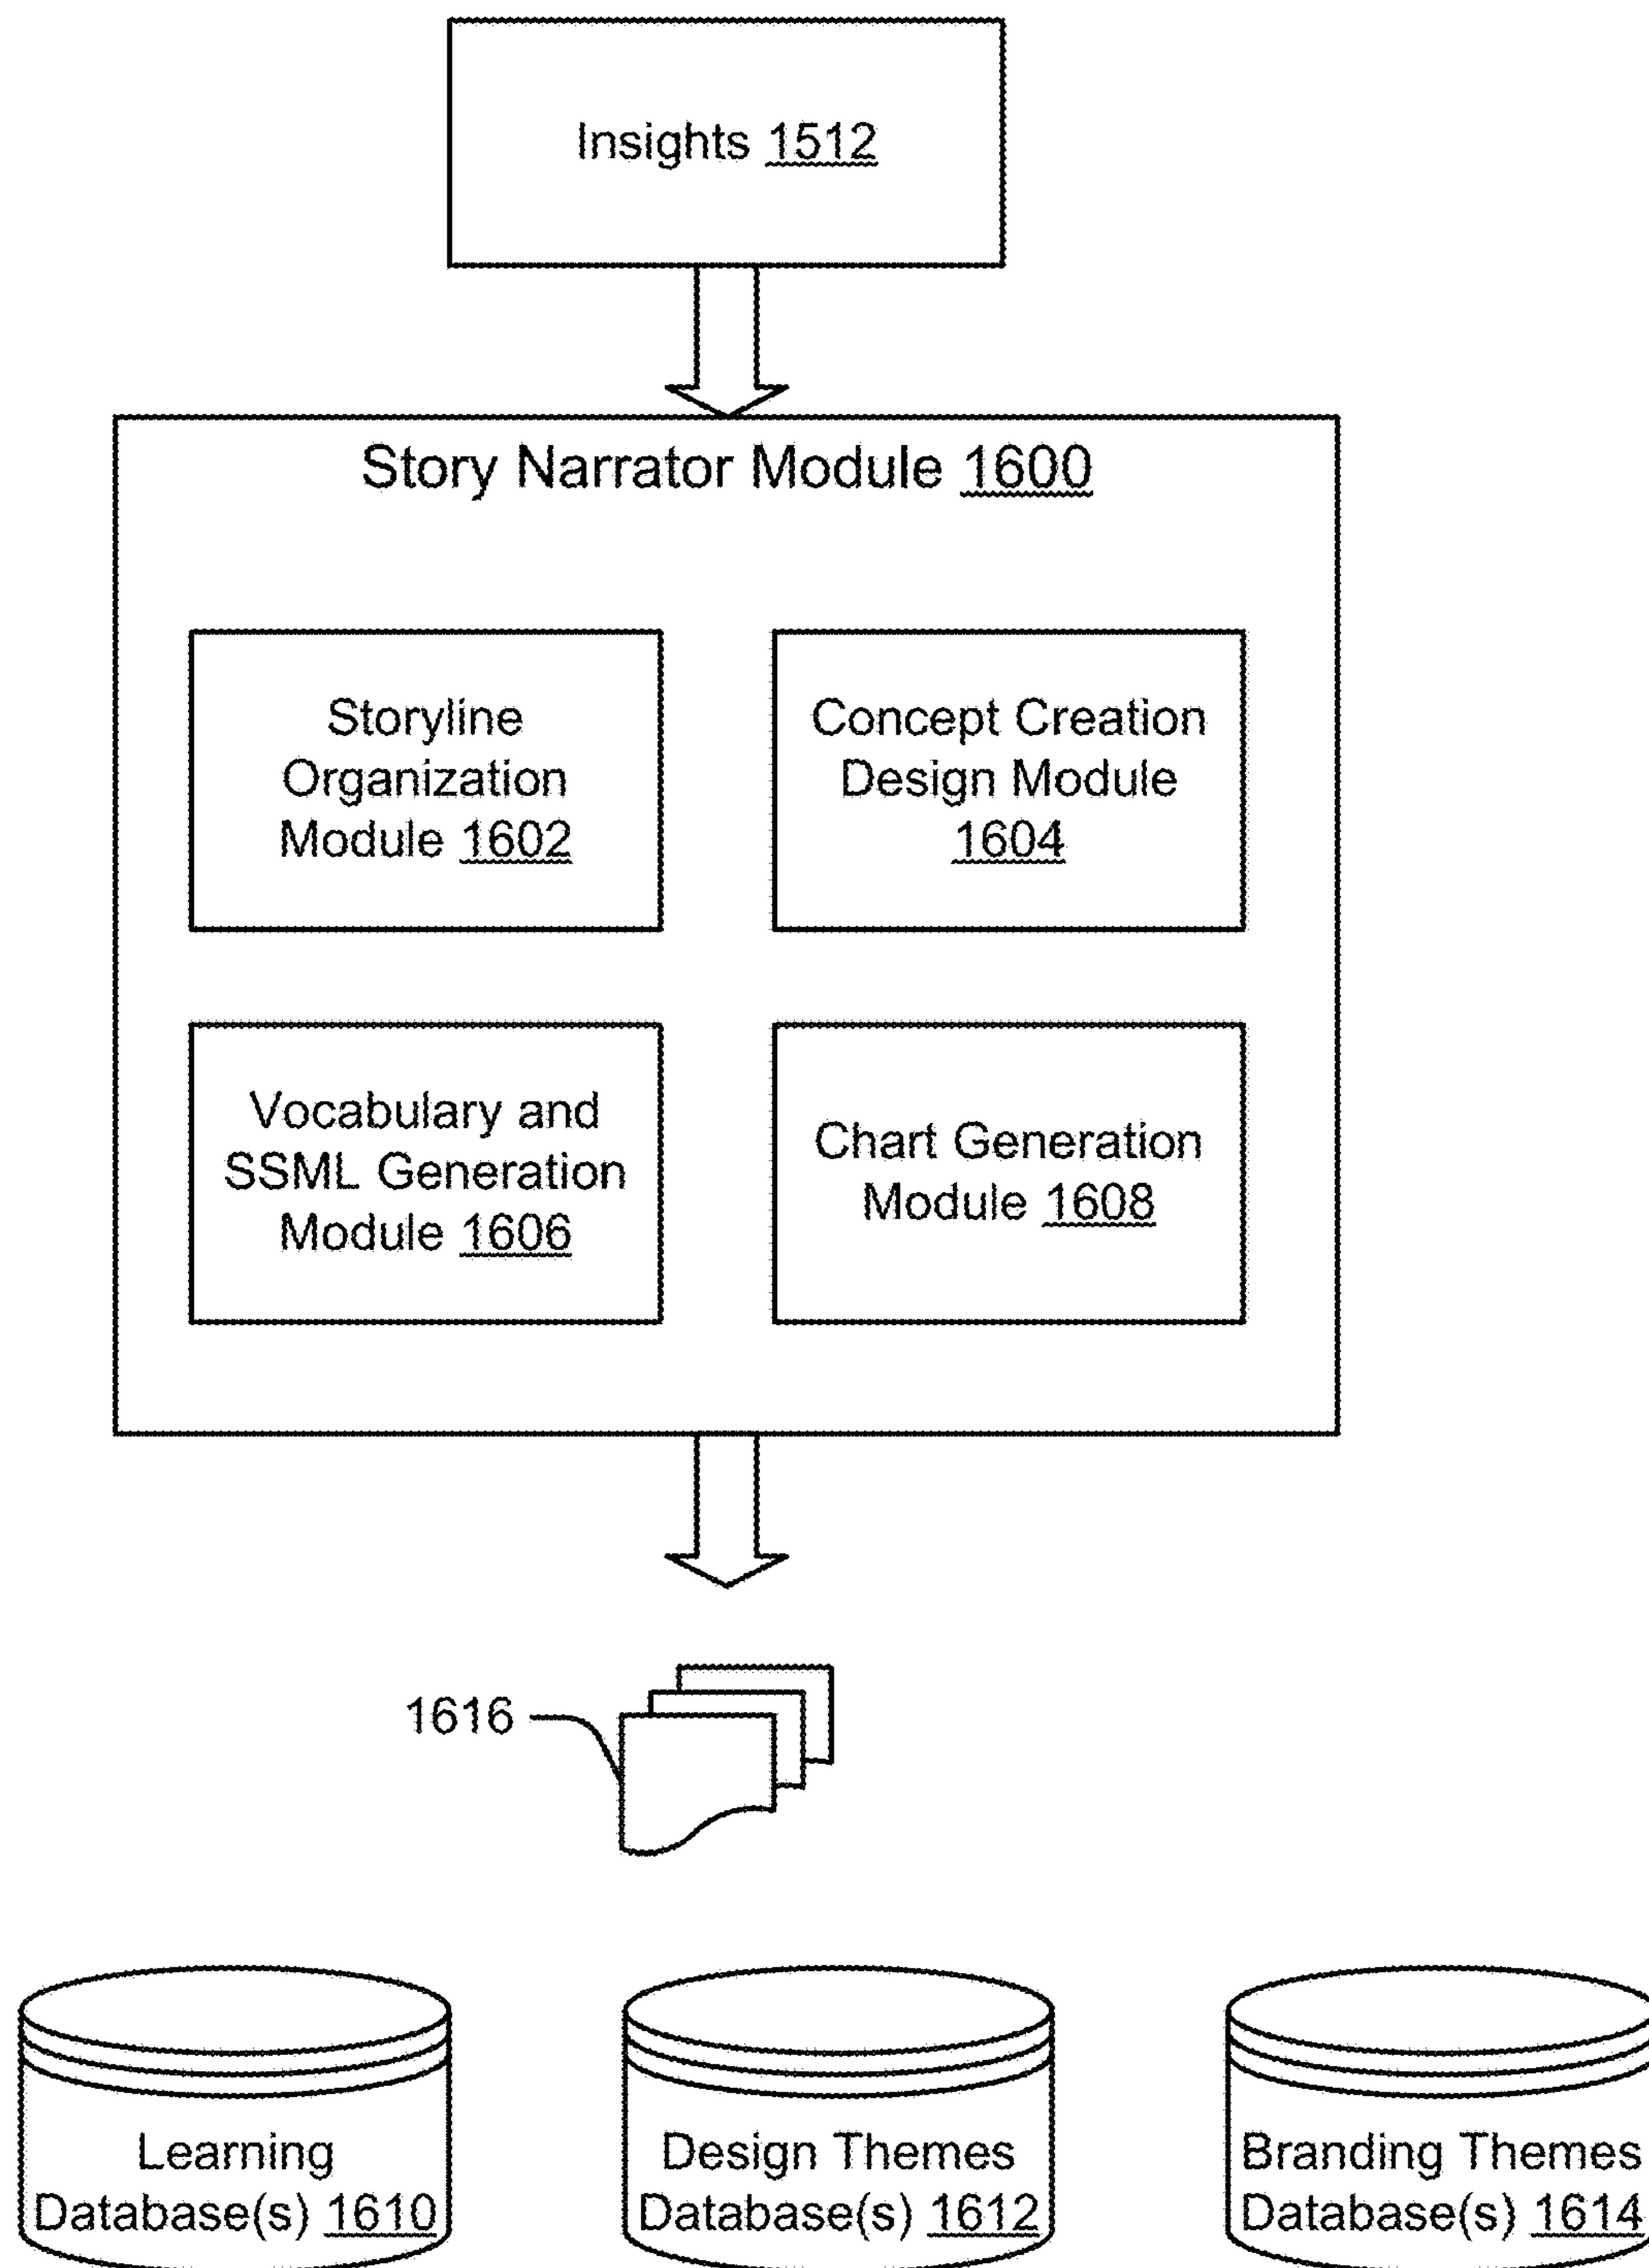 Insights 1512
Story Narrator Module 1600
Storyline
Organization
Module 1602
Concept Creation
Design Module
1604
Vocabulary and
SSML Generation
Module 1606
Chart Generation
Module 1608
1616
Learning
Database(s) 1610
Design Themes
Database(s) 1612
Branding Themes
Database(s) 1614